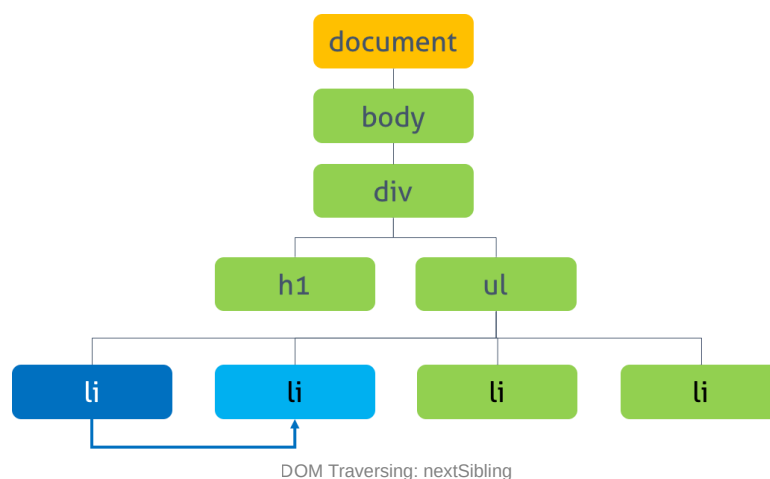 document
body
div
h1 ul
li li li li
DOM Traversing: nextSibling